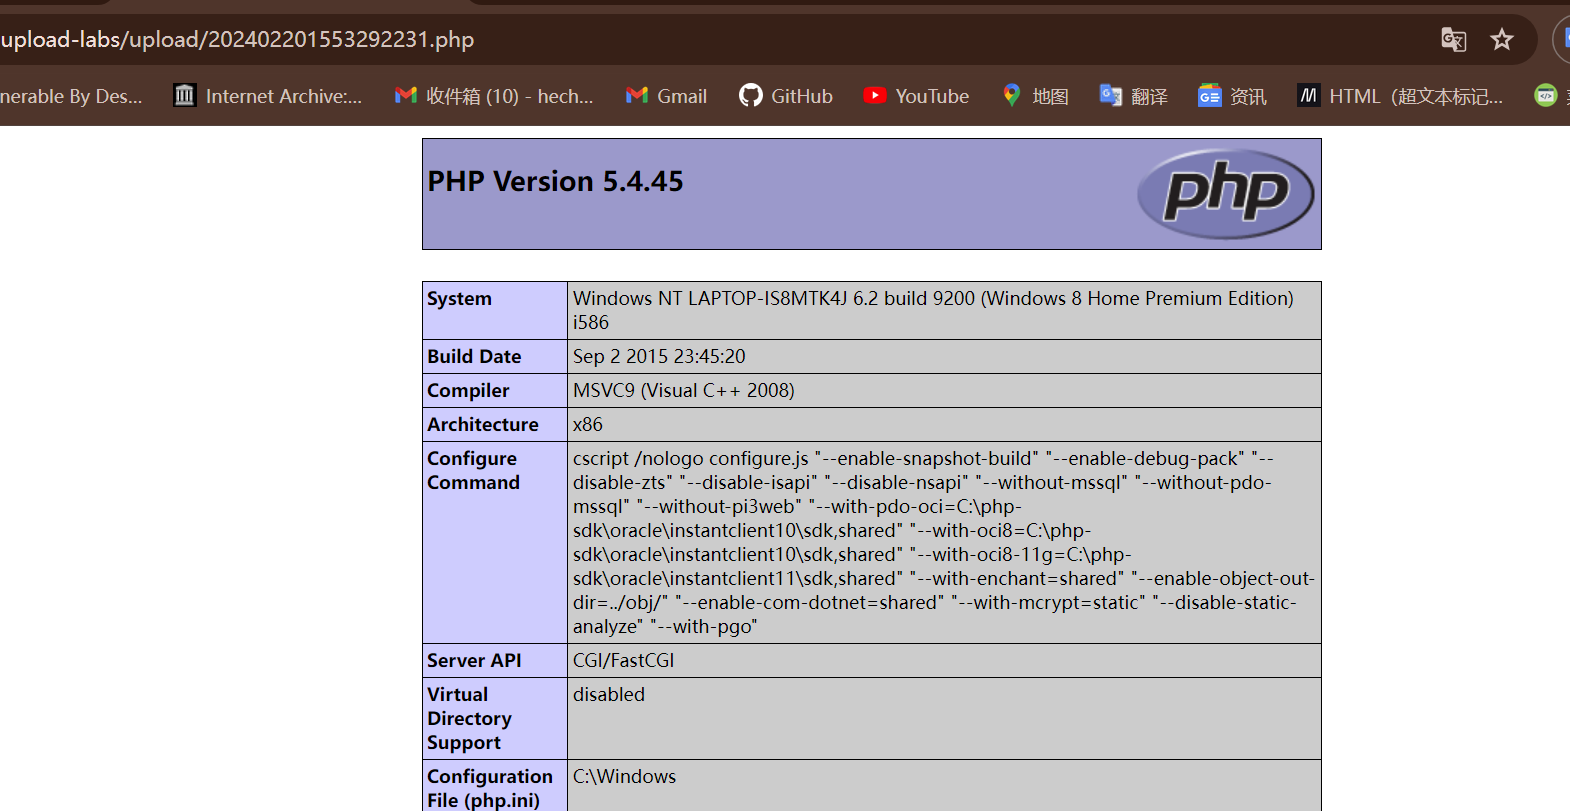 upload-labs/upload/202402201553292231.php
nerable By Des...
Internet Archive:...
收件箱 (10) - hech...
Gmail
GitHub
YouTube
地图
翻译
资讯
HTML（超文本标记...
PHP Version 5.4.45
php
System
Windows NT LAPTOP-IS8MTK4J 6.2 build 9200 (Windows 8 Home Premium Edition)
i586
Build Date
Sep 2 2015 23:45:20
Compiler
MSVC9 (Visual C++ 2008)
Architecture
x86
Configure
Command
cscript /nologo configure.js "--enable-snapshot-build" "--enable-debug-pack" "--
disable-zts" "--disable-isapi" "--disable-nsapi" "--without-mssql" "--without-pdo-
mssql" "--without-pi3web" "--with-pdo-oci=C:\php-
sdk\oracle\instantclient10\sdk,shared" "--with-oci8=C:\php-
sdk\oracle\instantclient10\sdk,shared" "--with-oci8-11g=C:\php-
sdk\oracle\instantclient11\sdk,shared" "--with-enchant=shared" "--enable-object-out-
dir=../obj/" "--enable-com-dotnet=shared" "--with-mcrypt=static" "--disable-static-
analyze" "--with-pgo"
Server API
CGI/FastCGI
Virtual
Directory
Support
disabled
Configuration
File (php.ini)
C:\Windows